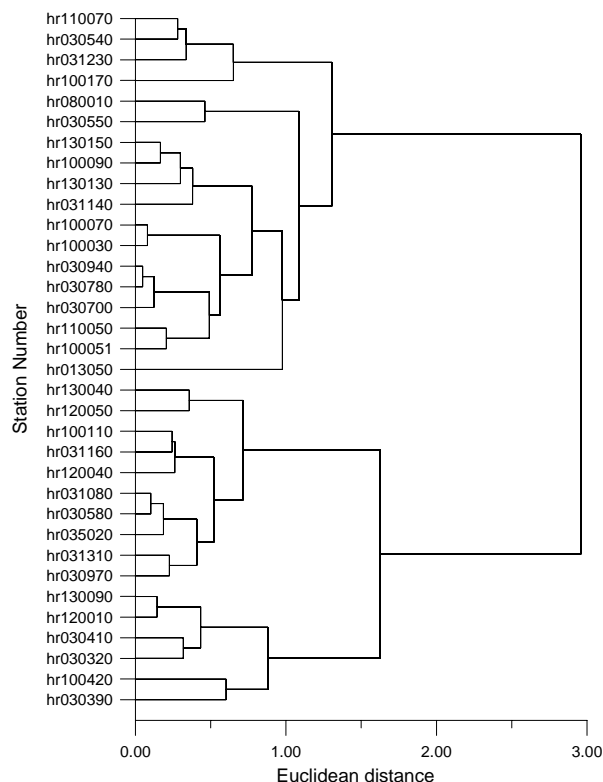 hr110070
hr030540
hr031230
hr100170
hr080010
hr030550
hr130150
hr100090
hr130130
hr031140
hr100070
hr100030
hr030940
hr030780
hr030700
hr110050
hr100051
hr013050
hr130040
hr120050
hr100110
hr031160
hr120040
hr031080
hr030580
hr035020
hr031310
hr030970
hr130090
hr120010
hr030410
hr030320
hr100420
hr030390
Station Number
0.00 1.00 2.00 3.00
Euclidean distance